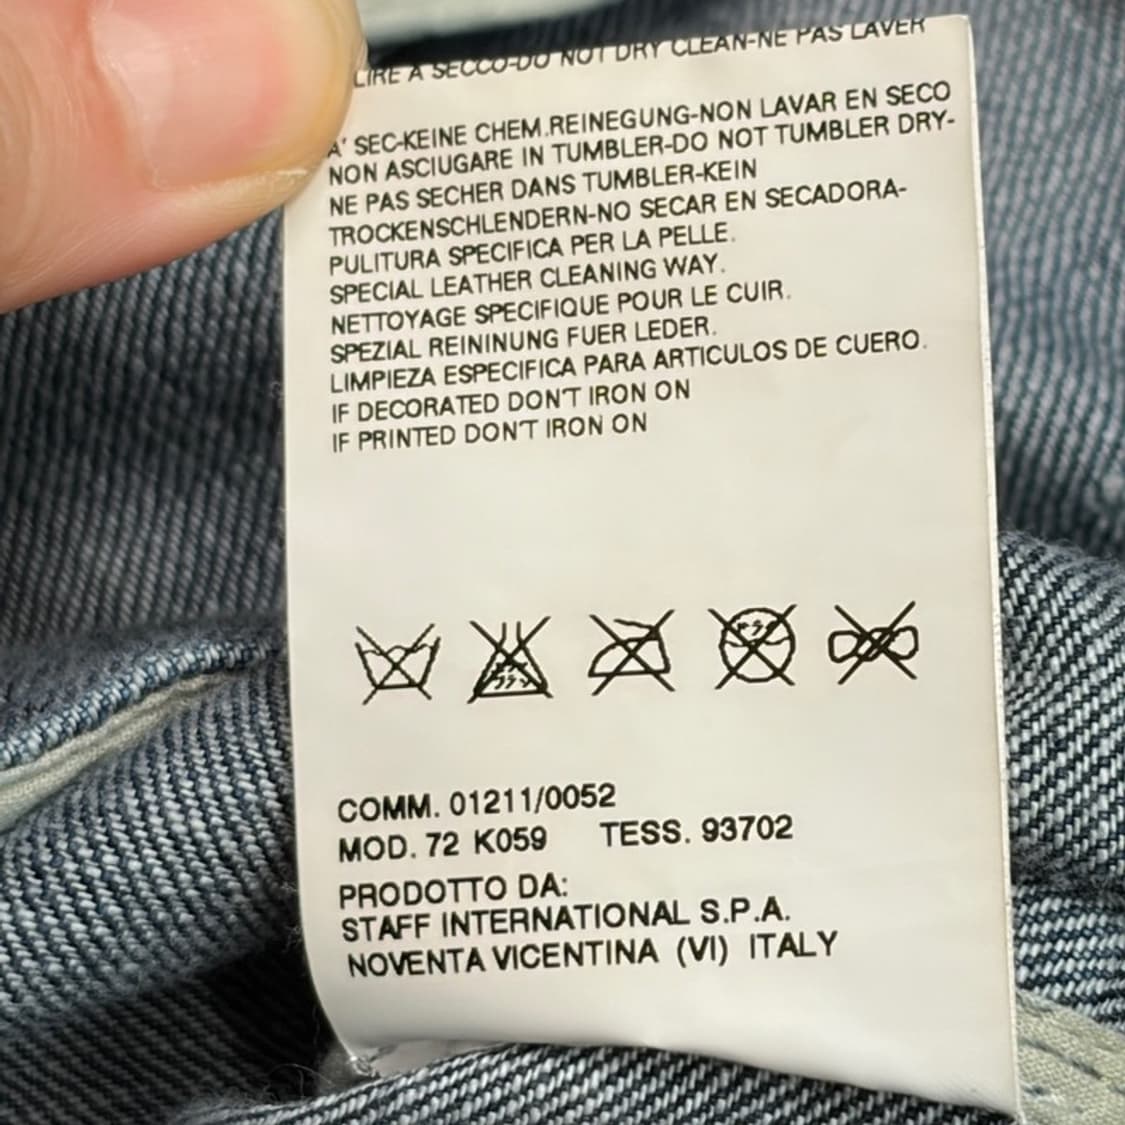 LIRE A SECCO-DO NOT DRY CLEAN-NE PAS LAVER
A' SEC-KEINE CHEM.REINEGUNG-NON LAVAR EN SECO
NON ASCIUGARE IN TUMBLER-DO NOT TUMBLER DRY-
NE PAS SECHER DANS TUMBLER-KEIN
TROCKENSCHLENDERN-NO SECAR EN SECADORA-
PULITURA SPECIFICA PER LA PELLE.
SPECIAL LEATHER CLEANING WAY.
NETTOYAGE SPECIFIQUE POUR LE CUIR.
SPEZIAL REININUNG FUER LEDER.
LIMPIEZA ESPECIFICA PARA ARTICULOS DE CUERO.
IF DECORATED DON'T IRON ON
IF PRINTED DON'T IRON ON
COMM. 01211/0052
MOD. 72 K059 TESS. 93702
PRODOTTO DA:
STAFF INTERNATIONAL S.P.A.
NOVENTA VICENTINA (VI) ITALY